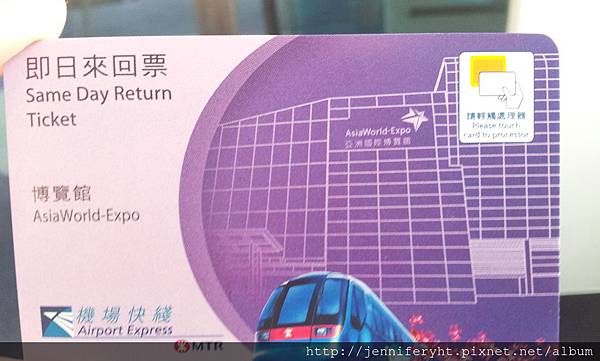 即日來回票
Same Day Return
Ticket
博覽館
AsiaWorld-Expo
機場快綫
Airport Express
MTR
AsiaWorld-Expo
亞洲國際博覽館
請輕觸處理器
Please touch
card to processor
http://jenniferyht.pixnet.net/album